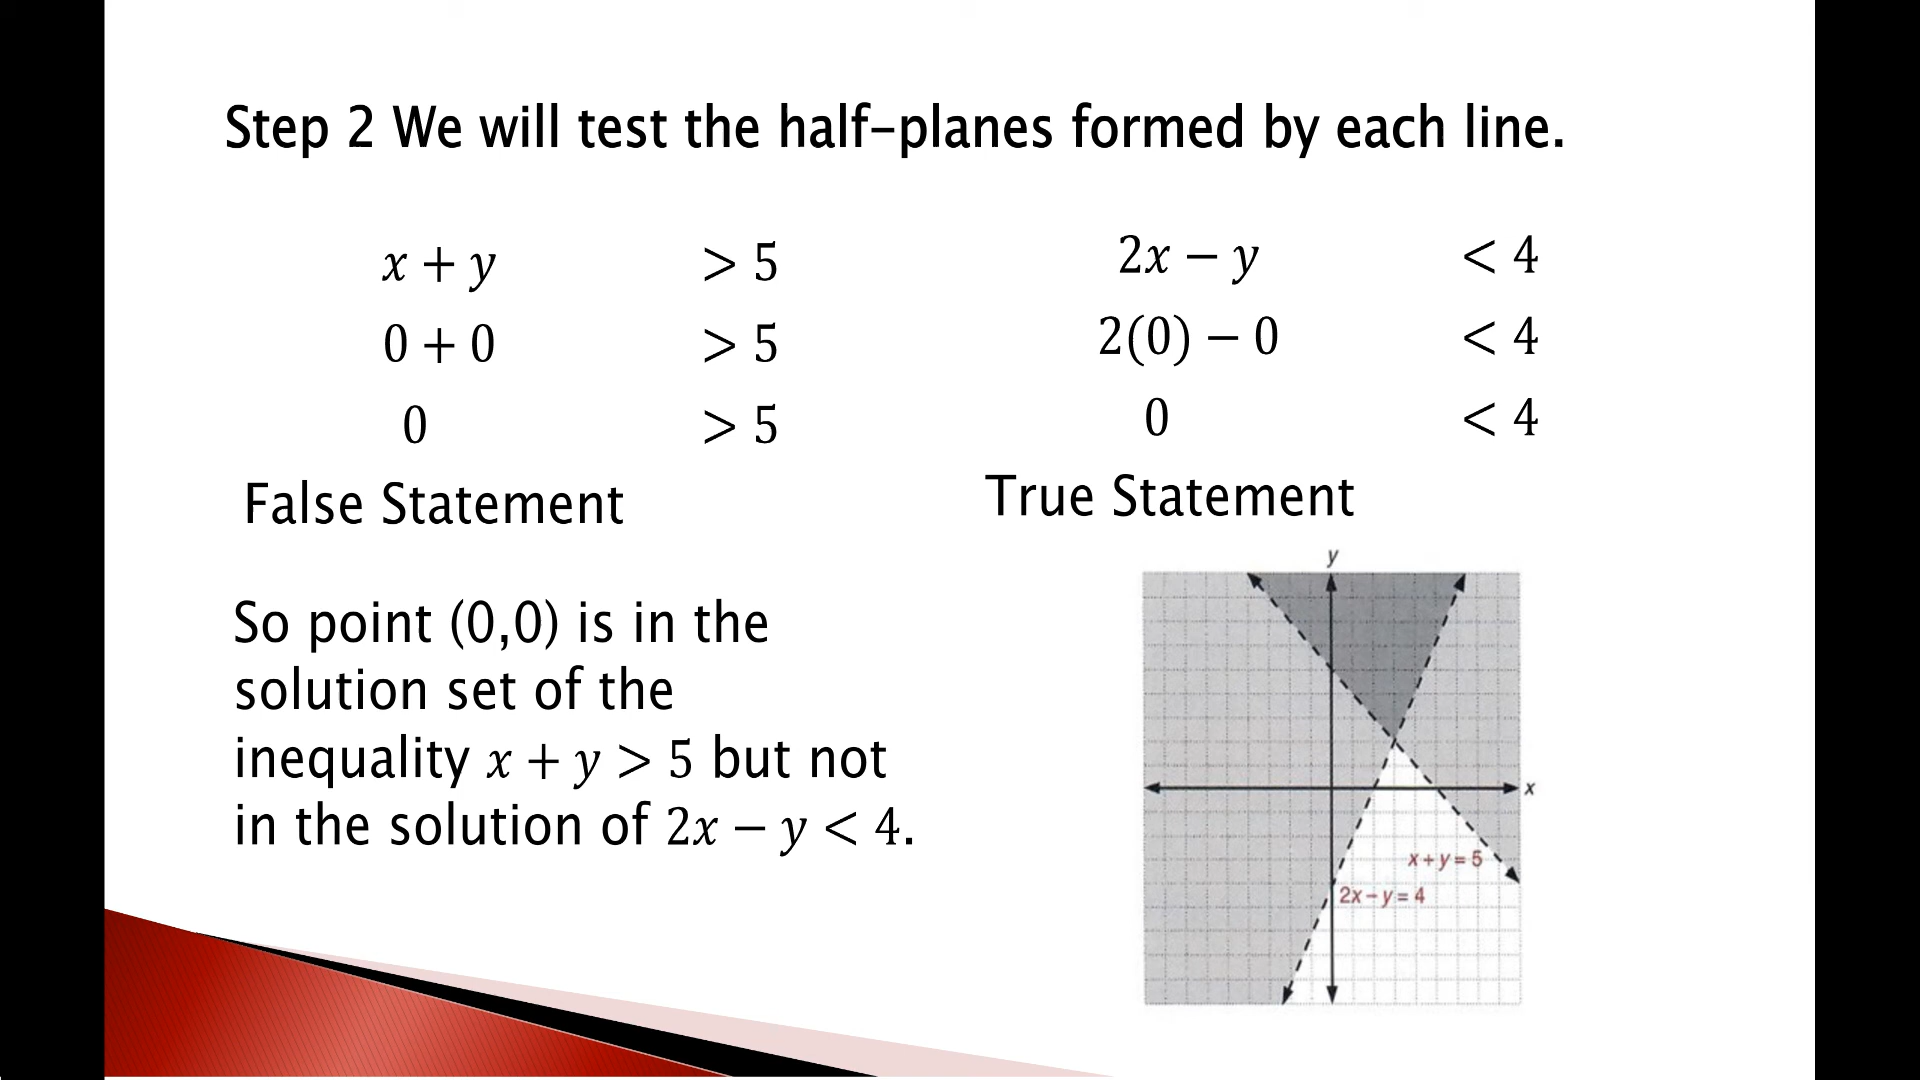 Step 2 We will test the half-planes formed by each line.
x + y > 5
0 + 0 > 5
0 > 5
False Statement
2x − y < 4
2(0) − 0 < 4
0 < 4
True Statement
So point (0,0) is in the
solution set of the
inequality x + y > 5 but not
in the solution of 2x − y < 4.
y
x
x + y = 5
2x − y = 4